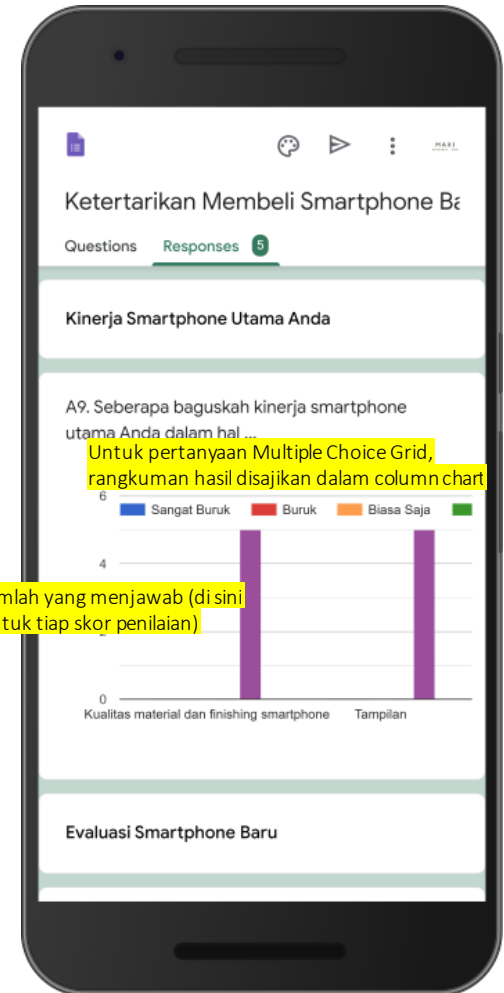 Ketertarikan Membeli Smartphone Ba
Questions Responses 5
Kinerja Smartphone Utama Anda
A9. Seberapa baguskah kinerja smartphone
utama Anda dalam hal ...
Untuk pertanyaan Multiple Choice Grid,
rangkuman hasil disajikan dalam column chart
6
Sangat Buruk Buruk Biasa Saja
4
mlah yang menjawab (di sini
tuk tiap skor penilaian)
0
Kualitas material dan finishing smartphone Tampilan
Evaluasi Smartphone Baru